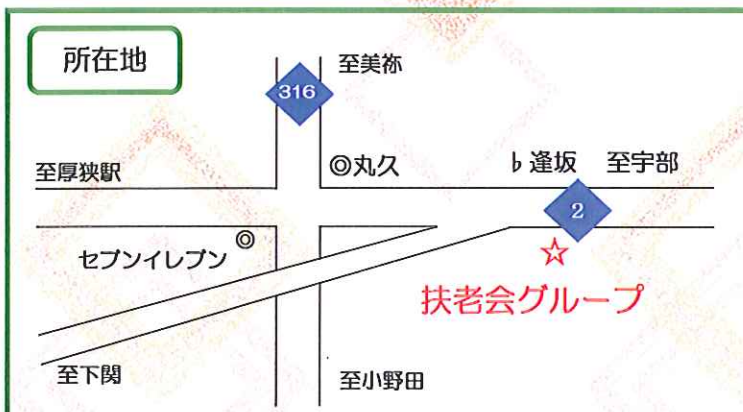 所在地
至美祢
316
至厚狭駅
◎丸久
♭逢坂
至宇部
2
◎
セブンイレブン
☆
扶老会グループ
至下関
至小野田